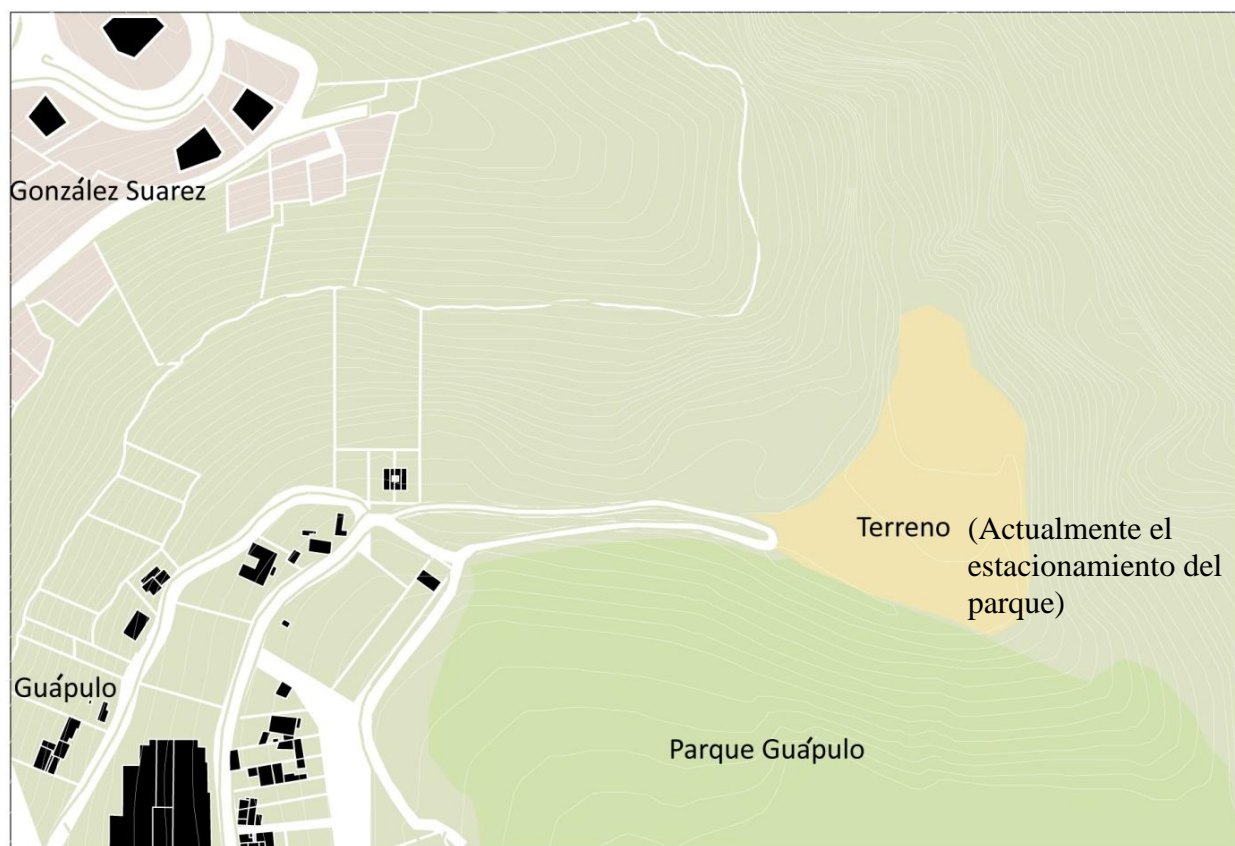 González Suarez
Terreno (Actualmente el
estacionamiento del
parque)
Guápulo
Parque Guápulo